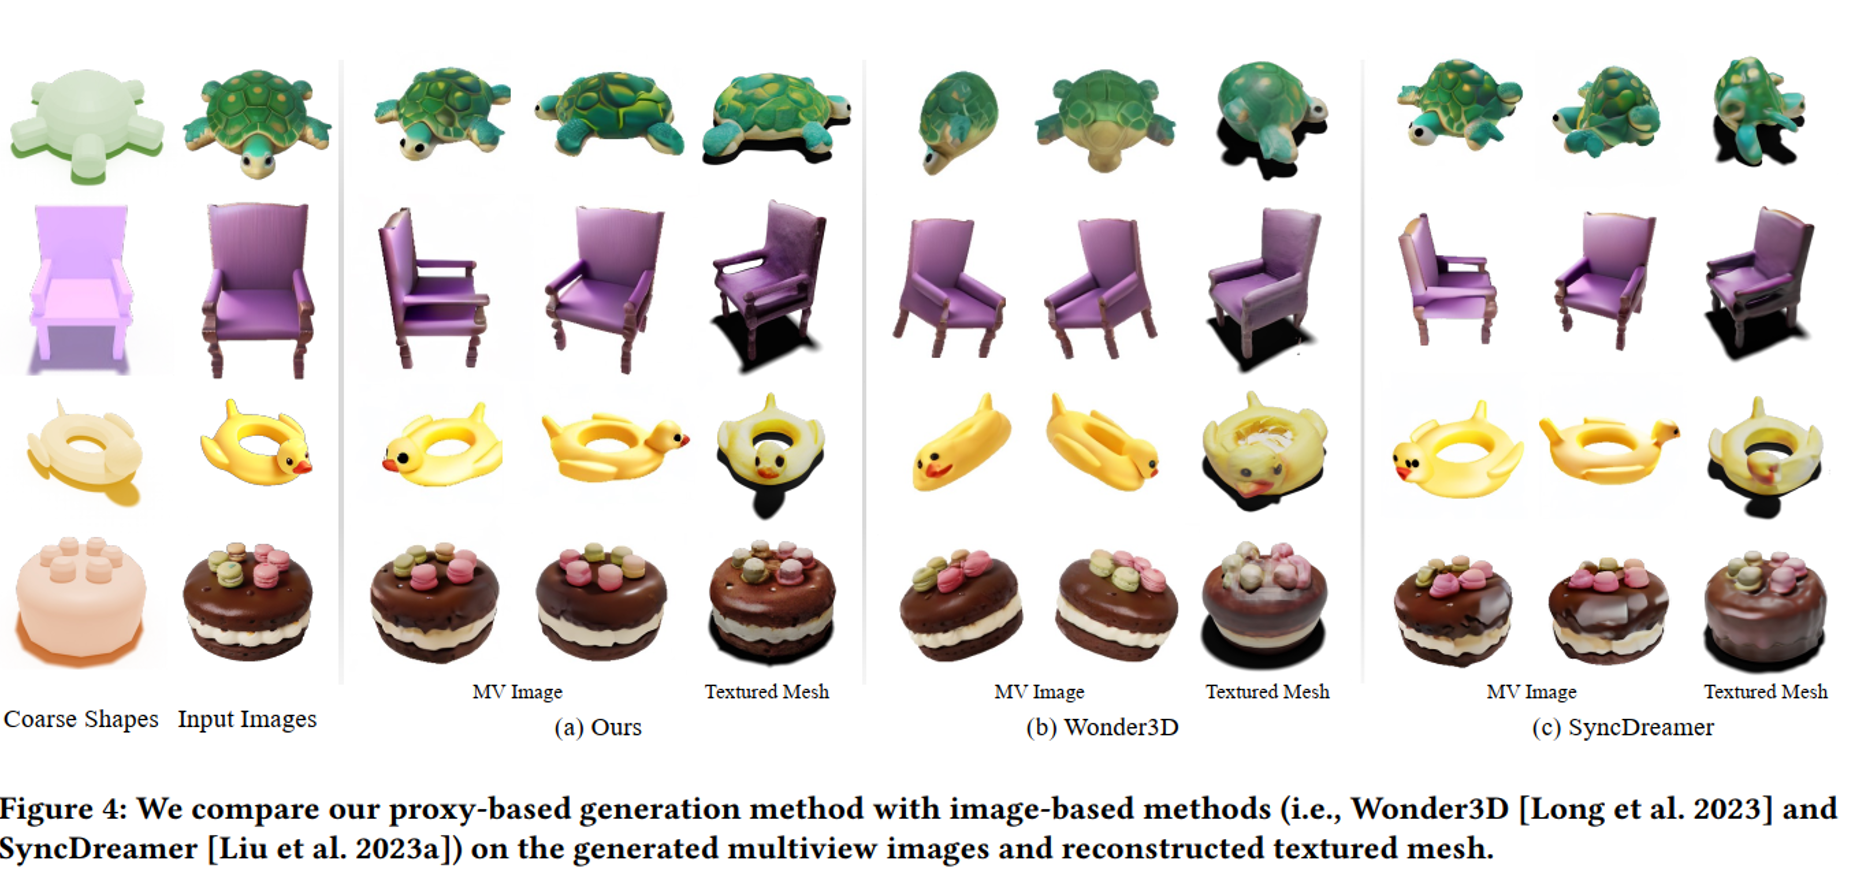 MV Image Textured Mesh MV Image Textured Mesh MV Image Textured Mesh
Coarse Shapes Input Images (a) Ours (b) Wonder3D (c) SyncDreamer
Figure 4: We compare our proxy-based generation method with image-based methods (i.e., Wonder3D [Long et al. 2023] and
SyncDreamer [Liu et al. 2023a]) on the generated multiview images and reconstructed textured mesh.